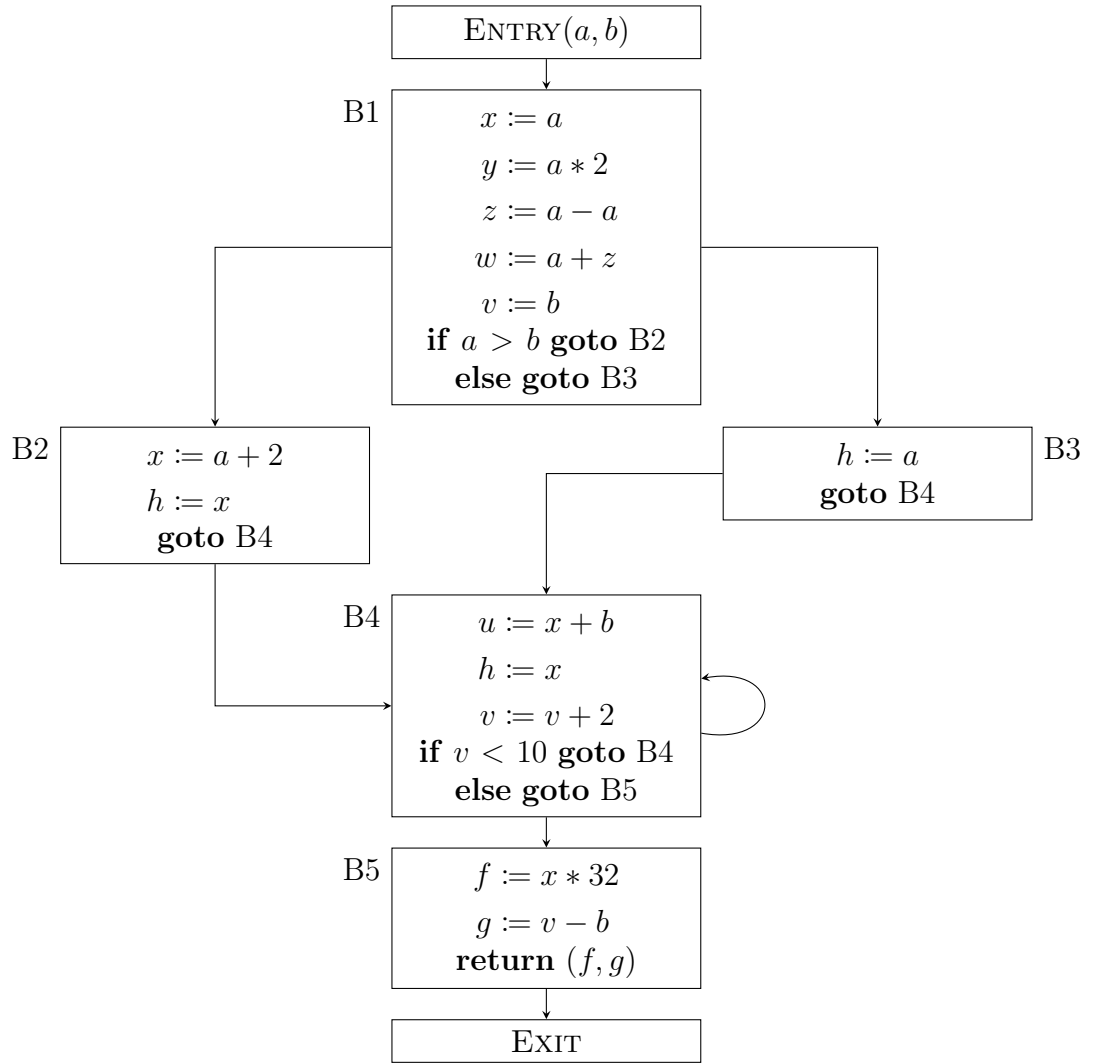 ENTRY(a, b)
B1
x := a
y := a ∗ 2
z := a − a
w := a + z
v := b
if a > b goto B2
else goto B3
B2
x := a + 2
h := x
goto B4
B3
h := a
goto B4
B4
u := x + b
h := x
v := v + 2
if v < 10 goto B4
else goto B5
B5
f := x ∗ 32
g := v − b
return (f, g)
EXIT